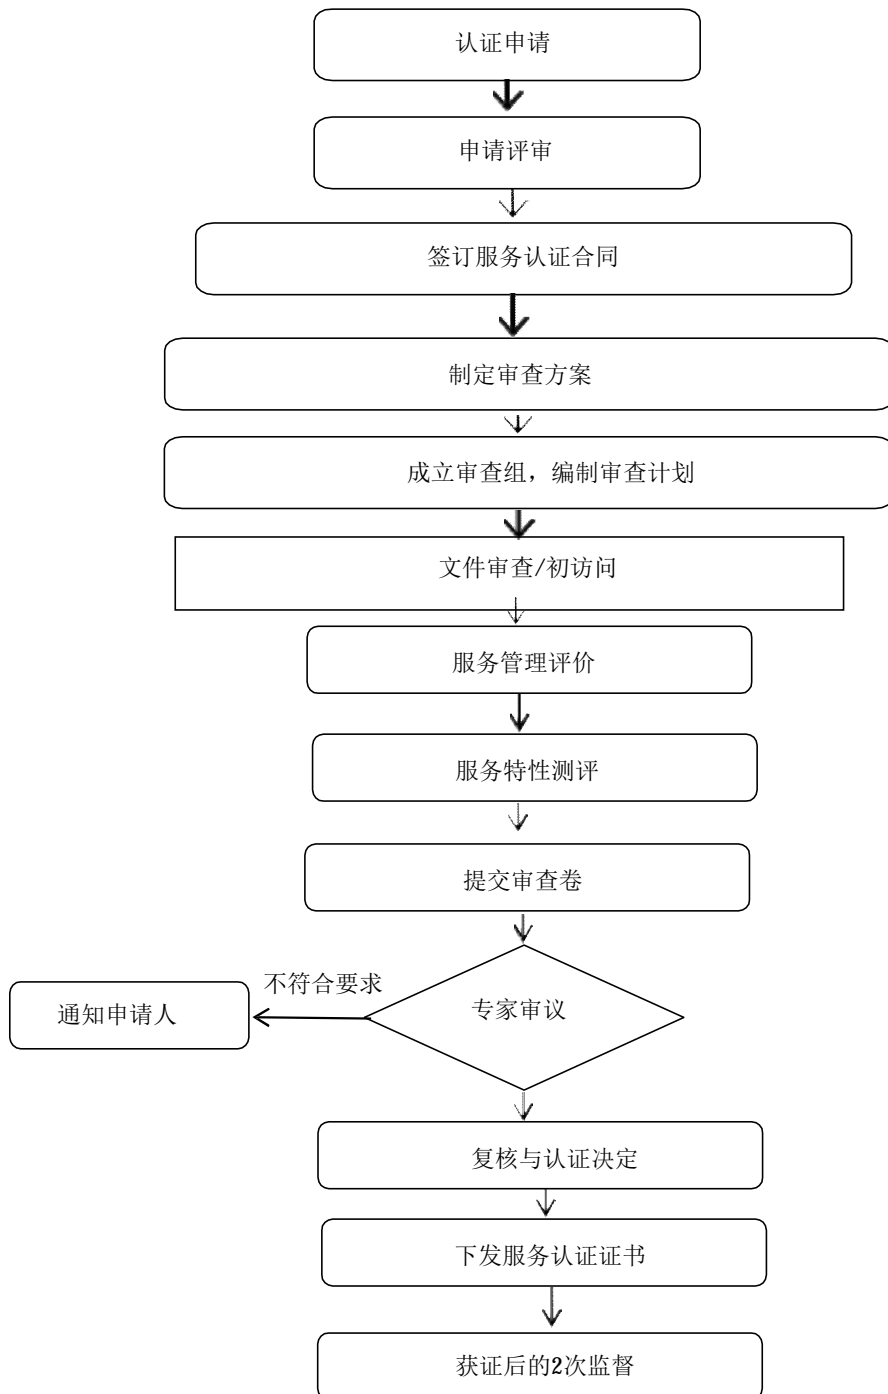 认证申请
申请评审
签订服务认证合同
制定审查方案
成立审查组，编制审查计划
文件审查/初访问
服务管理评价
服务特性测评
提交审查卷
不符合要求
专家审议
通知申请人
复核与认证决定
下发服务认证证书
获证后的2次监督